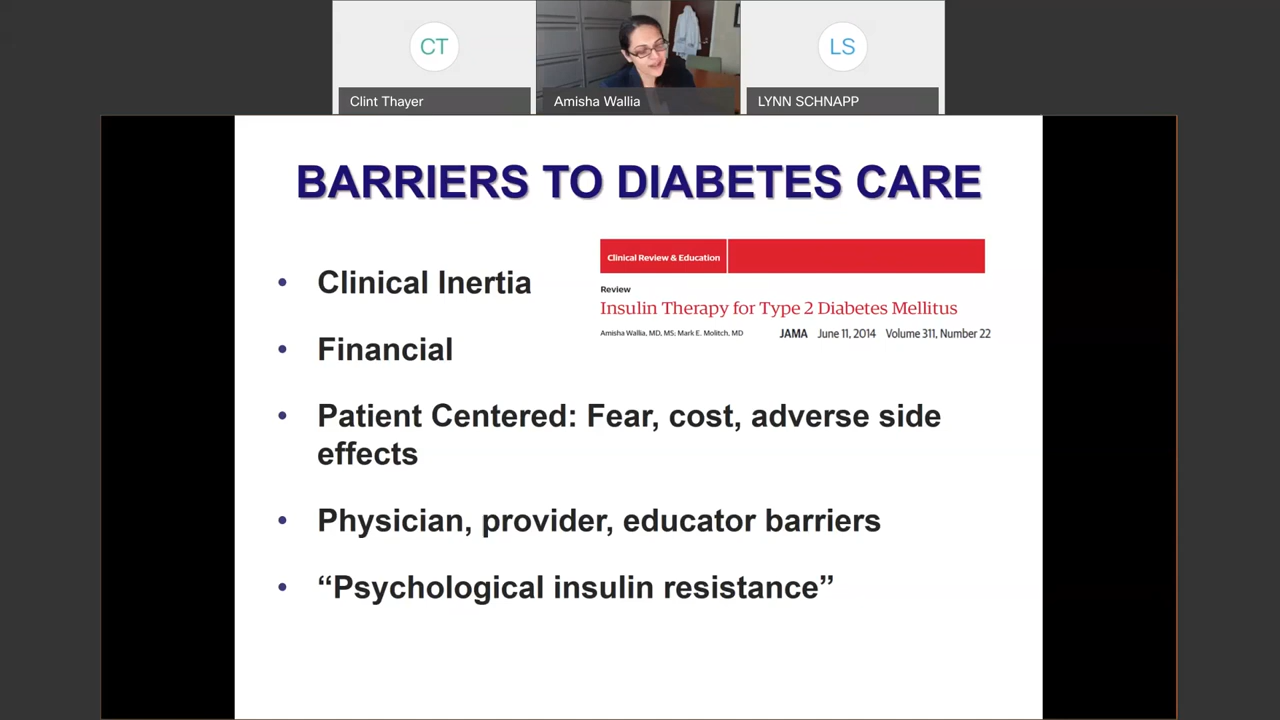 CT
LS
Clint Thayer
Amisha Wallia
LYNN SCHNAPP
BARRIERS TO DIABETES CARE
Clinical Review & Education
Review
Insulin Therapy for Type 2 Diabetes Mellitus
Amisha Wallia, MD, MS; Mark E. Molitch, MD
JAMA June 11, 2014 Volume 311, Number 22
• Clinical Inertia
• Financial
• Patient Centered: Fear, cost, adverse side
effects
• Physician, provider, educator barriers
• “Psychological insulin resistance”